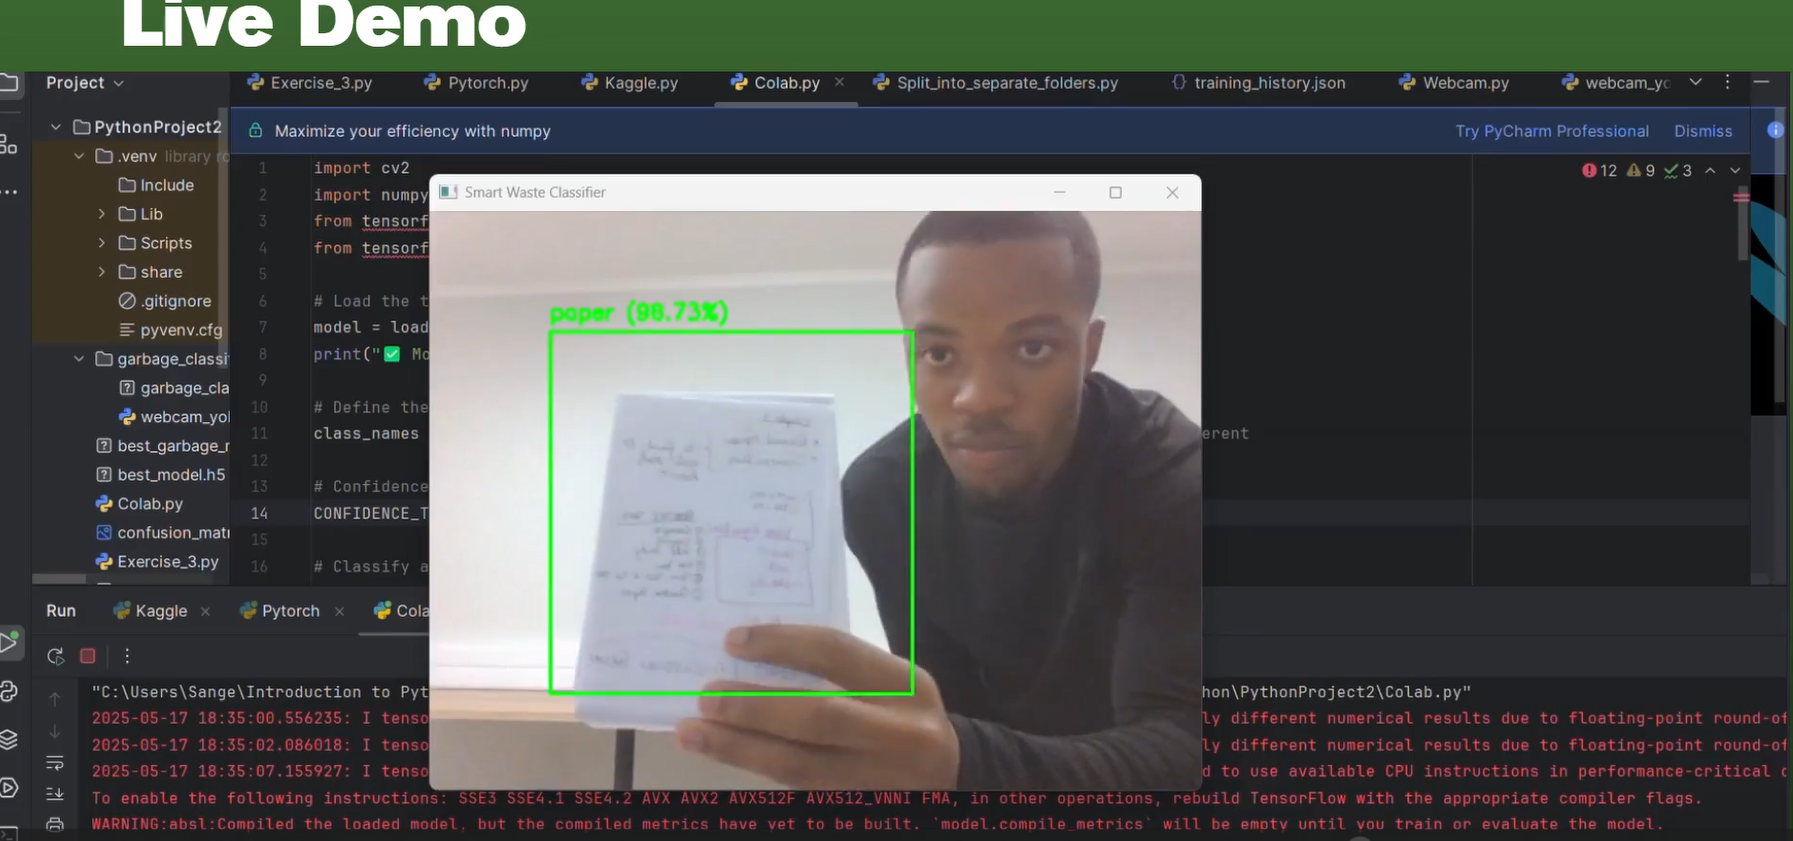 Live Demo
Project
Exercise_3.py
Pytorch.py
Kaggle.py
Colab.py
Split_into_separate_folders.py
training_history.json
Webcam.py
webcam_yo
PythonProject2
.venv library ro
Include
Lib
Scripts
share
.gitignore
pyvenv.cfg
garbage_classi
garbage_cla
webcam_yol
best_garbage_m
best_model.h5
Colab.py
confusion_mat
Exercise_3.py
Maximize your efficiency with numpy
Try PyCharm Professional
Dismiss
12 9 3
1 import cv2
2 import numpy
3 from tensorf
4 from tensorf
5
6 # Load the t
7 model = load
8 print("✅ Mo
9
10 # Define the
11 class_names erent
12
13 # Confidence
14 CONFIDENCE_T
15
16 # Classify a
Smart Waste Classifier
paper (98.73%)
Run
Kaggle
Pytorch
Cola
"C:\Users\Sange\Introduction to Pyt hon\PythonProject2\Colab.py"
2025-05-17 18:35:00.556235: I tenso ly different numerical results due to floating-point round-of
2025-05-17 18:35:02.086018: I tenso ly different numerical results due to floating-point round-of
2025-05-17 18:35:07.155927: I tenso d to use available CPU instructions in performance-critical o
To enable the following instructions: SSE3 SSE4.1 SSE4.2 AVX AVX2 AVX512F AVX512_VNNI FMA, in other operations, rebuild TensorFlow with the appropriate compiler flags.
WARNING:absl:Compiled the loaded model, but the compiled metrics have yet to be built. `model.compile_metrics` will be empty until you train or evaluate the model.